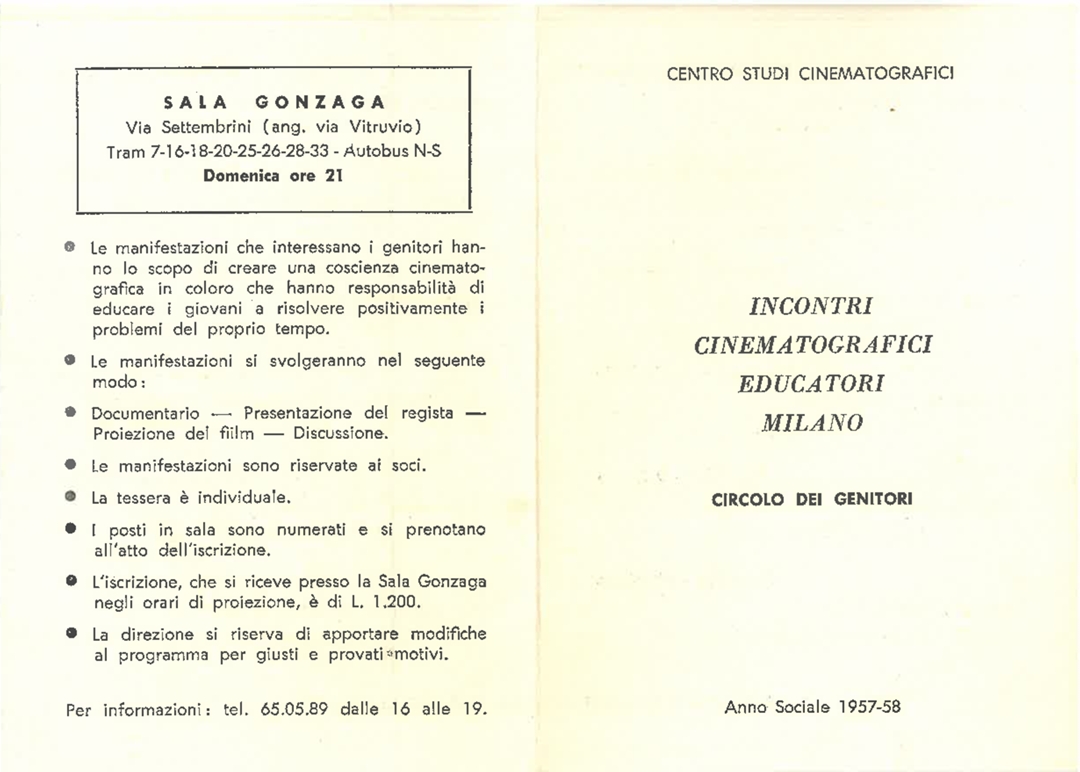 SALA GONZAGA
Via Settembrini (ang. via Vitruvio)
Tram 7-16-18-20-25-26-28-33 - Autobus N-S
Domenica ore 21
● Le manifestazioni che interessano i genitori han-
no lo scopo di creare una coscienza cinemato-
grafica in coloro che hanno responsabilità di
educare i giovani a risolvere positivamente i
problemi del proprio tempo.
● Le manifestazioni si svolgeranno nel seguente
modo:
● Documentario — Presentazione del regista —
Proiezione del fiilm — Discussione.
● Le manifestazioni sono riservate ai soci.
● La tessera è individuale.
● I posti in sala sono numerati e si prenotano
all'atto dell'iscrizione.
● L'iscrizione, che si riceve presso la Sala Gonzaga
negli orari di proiezione, è di L. 1.200.
● La direzione si riserva di apportare modifiche
al programma per giusti e provati motivi.
Per informazioni: tel. 65.05.89 dalle 16 alle 19.
CENTRO STUDI CINEMATOGRAFICI
INCONTRI
CINEMATOGRAFICI
EDUCATORI
MILANO
CIRCOLO DEI GENITORI
Anno Sociale 1957-58